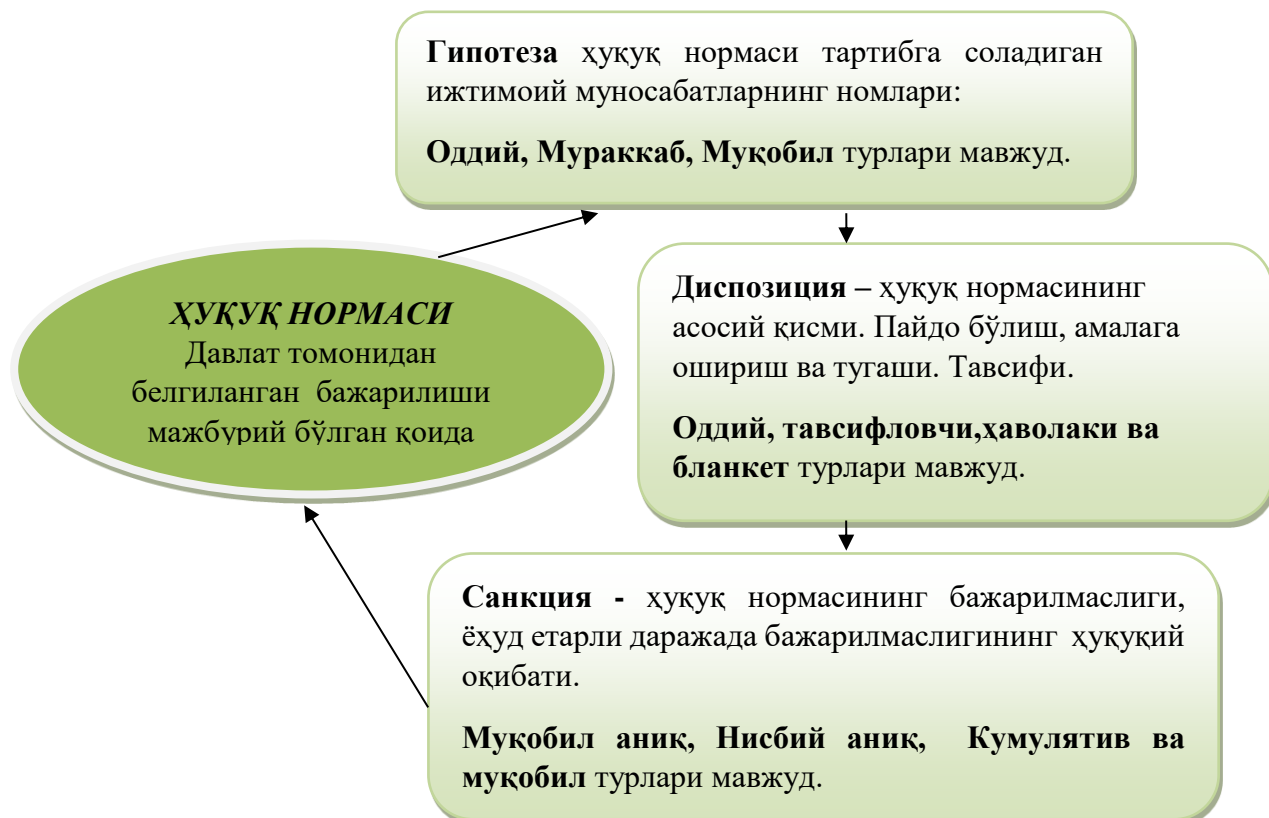 Гипотеза ҳуқуқ нормаси тартибга соладиган
ижтимоий муносабатларнинг номлари:
Оддий, Мураккаб, Муқобил турлари мавжуд.
ҲУҚУҚ НОРМАСИ
Давлат томонидан
белгиланган бажарилиши
мажбурий бўлган қоида
Диспозиция – ҳуқуқ нормасининг
асосий қисми. Пайдо бўлиш, амалага
ошириш ва тугаши. Тавсифи.
Оддий, тавсифловчи,ҳаволаки ва
бланкет турлари мавжуд.
Санкция - ҳуқуқ нормасининг бажарилмаслиги,
ёҳуд етарли даражада бажарилмаслигининг ҳуқуқий
оқибати.
Муқобил аниқ, Нисбий аниқ, Кумулятив ва
муқобил турлари мавжуд.